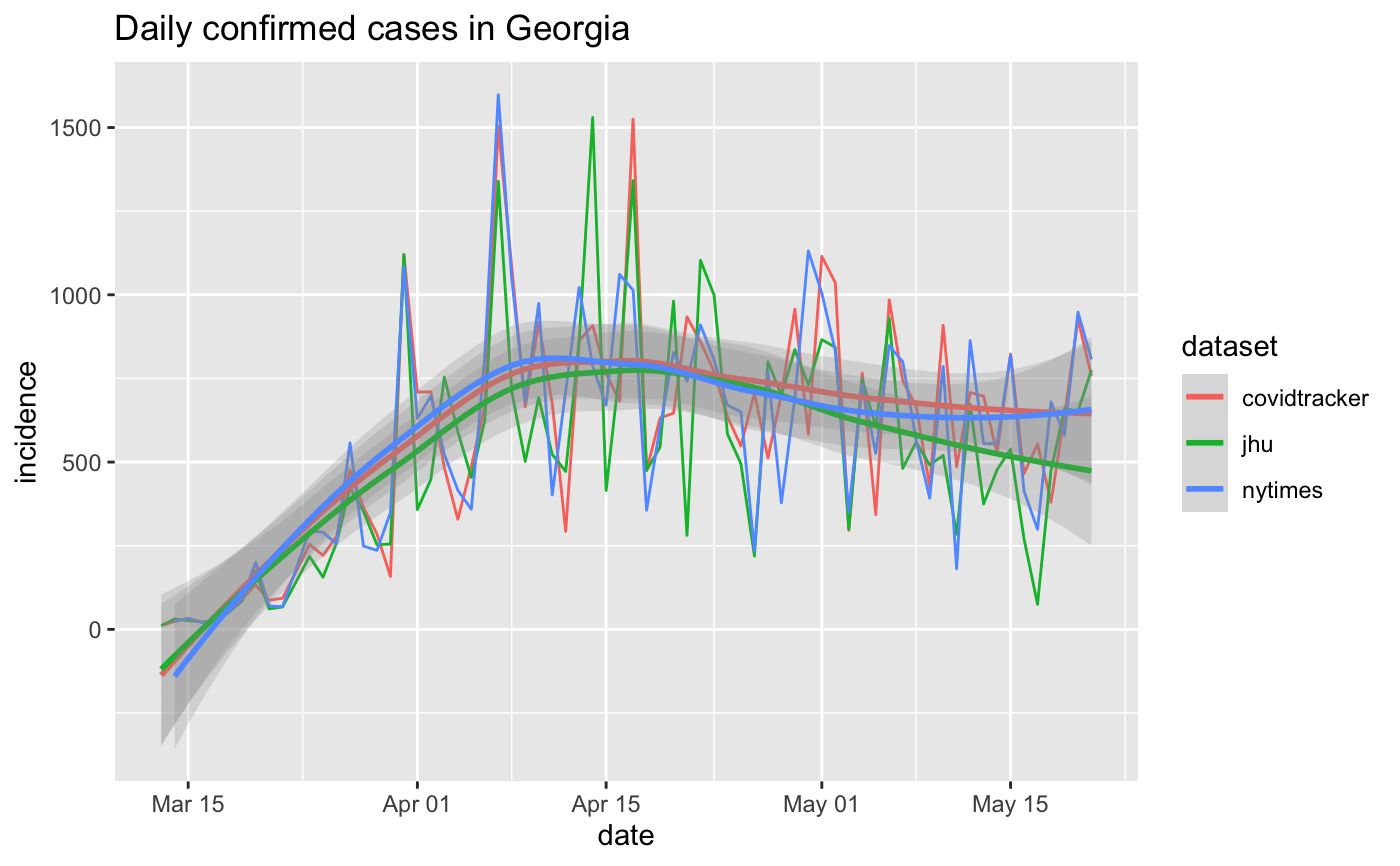 Daily confirmed cases in Georgia
1500
1000
500
0
incidence
Mar 15
Apr 01
Apr 15
May 01
May 15
date
dataset
covidtracker
jhu
nytimes